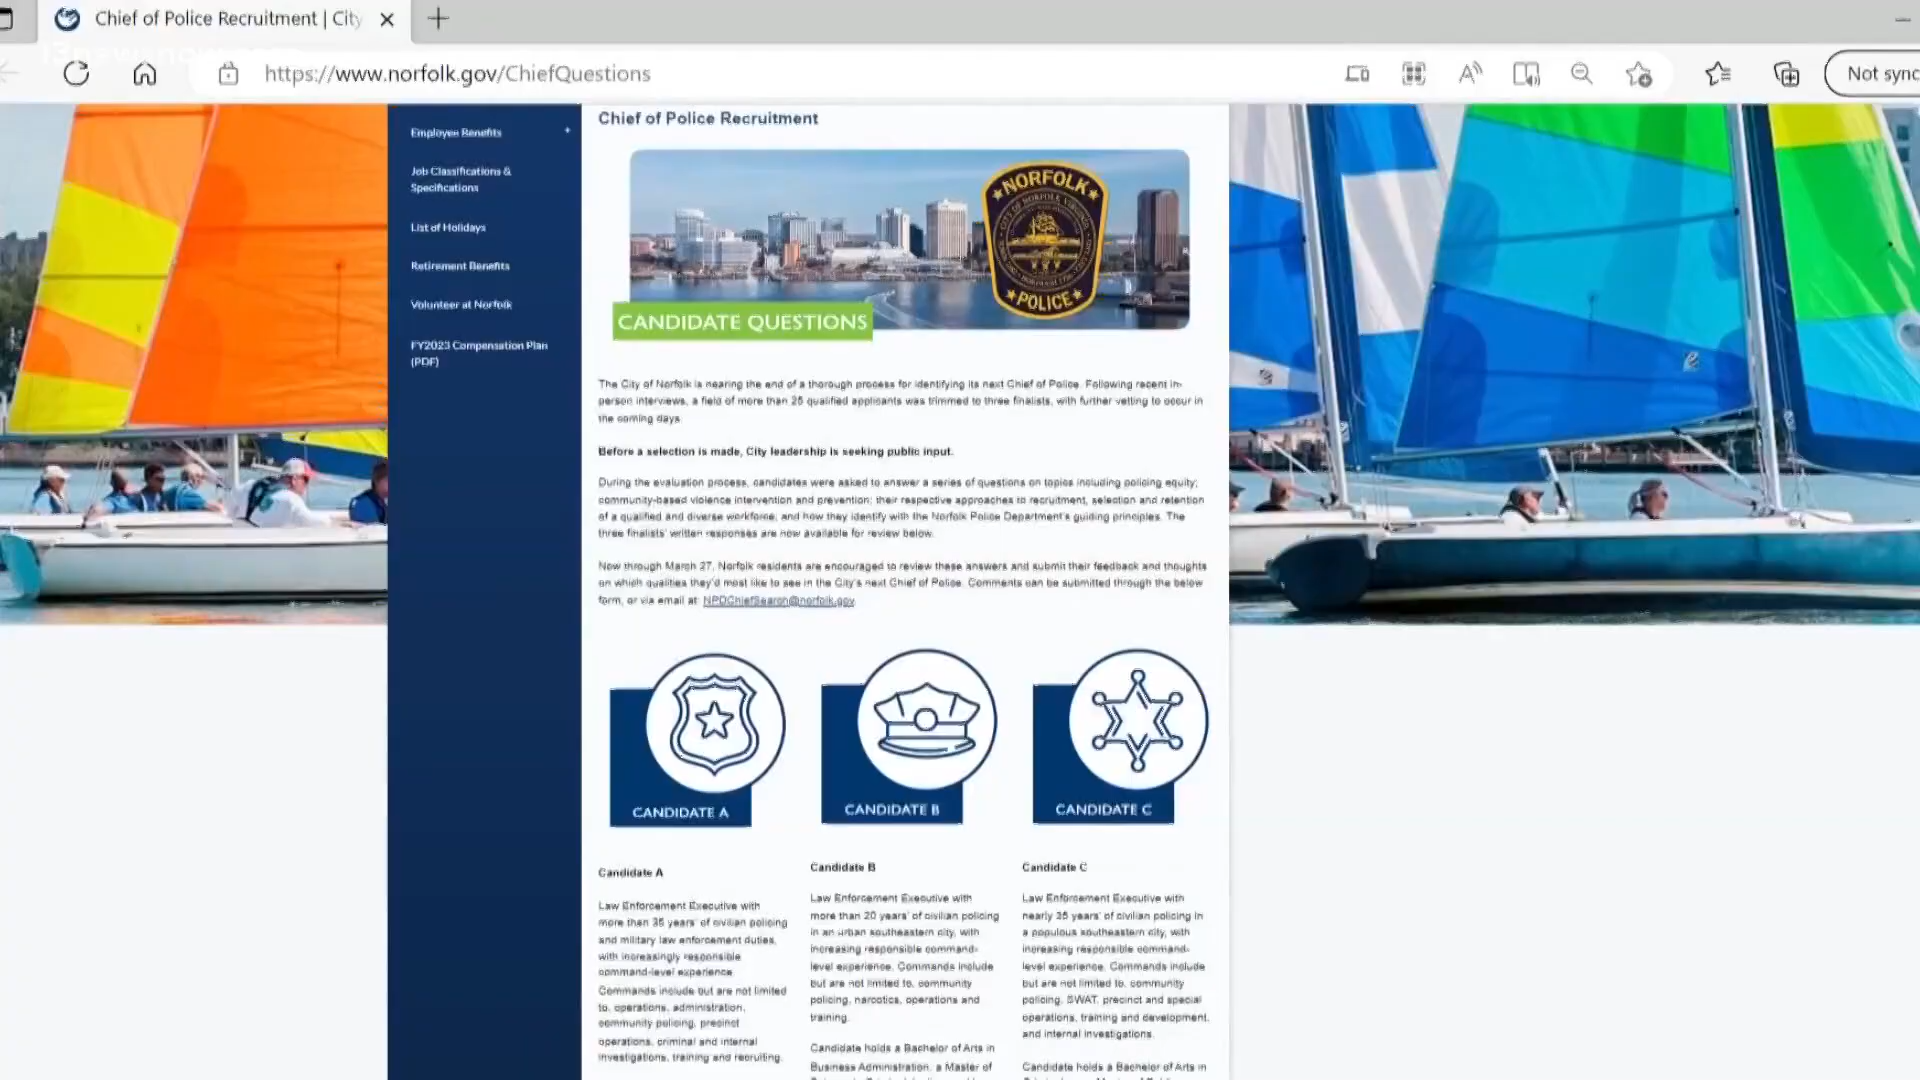 Chief of Police Recruitment | City
https://www.norfolk.gov/ChiefQuestions
Not sync
Employee Benefits
+
Job Classifications &
Specifications
List of Holidays
Retirement Benefits
Volunteer at Norfolk
FY2023 Compensation Plan
(PDF)
Chief of Police Recruitment
NORFOLK
POLICE
CANDIDATE QUESTIONS
The City of Norfolk is nearing the end of a thorough process for identifying its next Chief of Police. Following recent in-
person interviews, a field of more than 25 qualified applicants was trimmed to three finalists, with further vetting to occur in
the coming days.
Before a selection is made, City leadership is seeking public input.
During the evaluation process, candidates were asked to answer a series of questions on topics including policing equity;
community-based violence intervention and prevention; their respective approaches to recruitment, selection and retention
of a qualified and diverse workforce; and how they identify with the Norfolk Police Department's guiding principles. The
three finalists' written responses are now available for review below.
Now through March 27, Norfolk residents are encouraged to review these answers and submit their feedback and thoughts
on which qualities they'd most like to see in the City's next Chief of Police. Comments can be submitted through the below
form, or via email at: NPDChiefSearch@norfolk.gov.
CANDIDATE A
CANDIDATE B
CANDIDATE C
Candidate A
Law Enforcement Executive with
more than 35 years' of civilian policing
and military law enforcement duties,
with increasingly responsible
command-level experience.
Commands include but are not limited
to, operations, administration,
community policing, precinct
operations, criminal and internal
investigations, training and recruiting.
Candidate B
Law Enforcement Executive with
more than 20 years' of civilian policing
in an urban southeastern city, with
increasing responsible command-
level experience. Commands include
but are not limited to, community
policing, narcotics, operations and
training.
Candidate holds a Bachelor of Arts in
Business Administration, a Master of
Candidate C
Law Enforcement Executive with
nearly 35 years' of civilian policing in
a populous southeastern city, with
increasing responsible command-
level experience. Commands include
but are not limited to, community
policing, SWAT, precinct and special
operations, training and development,
and internal investigations.
Candidate holds a Bachelor of Arts in